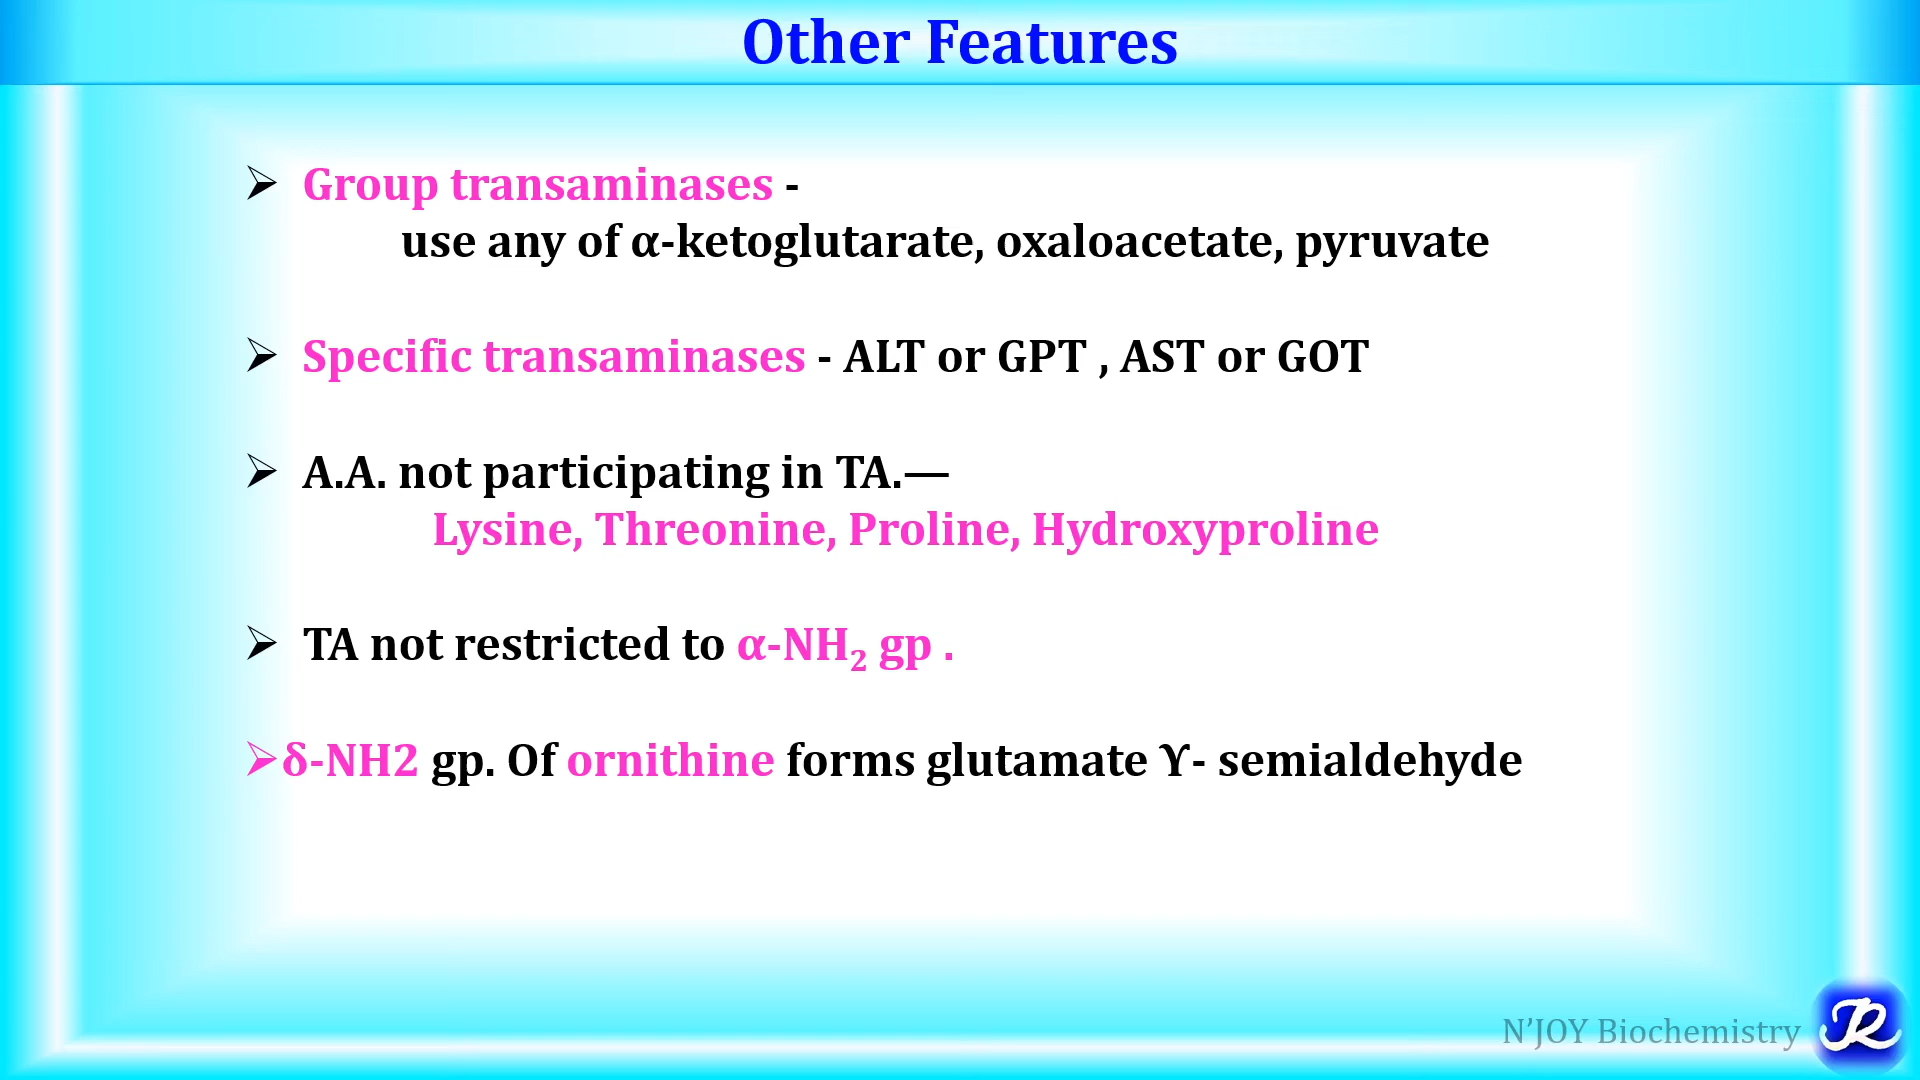 Other Features
➢ Group transaminases -
use any of α-ketoglutarate, oxaloacetate, pyruvate
➢ Specific transaminases - ALT or GPT , AST or GOT
➢ A.A. not participating in TA.—
Lysine, Threonine, Proline, Hydroxyproline
➢ TA not restricted to α-NH₂ gp .
➢δ-NH2 gp. Of ornithine forms glutamate ϒ- semialdehyde
N’JOY Biochemistry
R